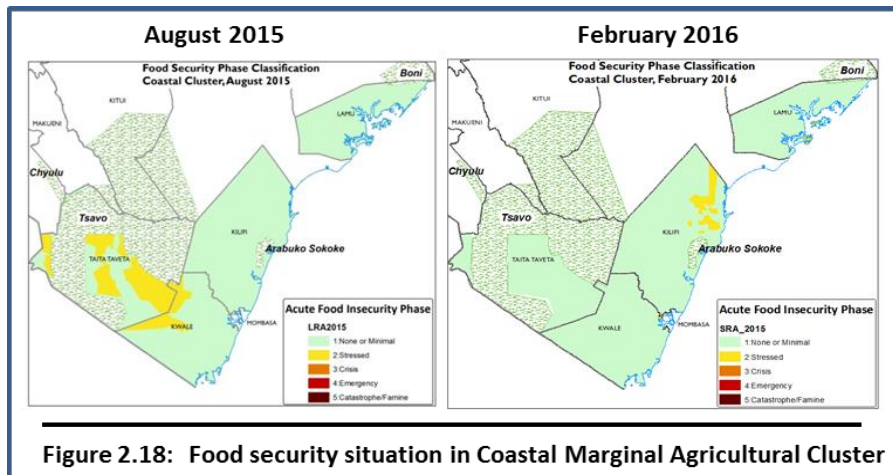 August 2015
February 2016
Food Security Phase Classification
Coastal Cluster, August 2015
Boni
KITUI
LAMU
MAKUENI
Chyulu
Tsavo
KILIFI
Arabuko Sokoke
TAITA TAVETA
KWALE
MOMBASA
Acute Food Insecurity Phase
LRA2015
1:None or Minimal
2:Stressed
3:Crisis
4:Emergency
5:Catastrophe/Famine
Food Security Phase Classification
Coastal Cluster, February 2016
Boni
KITUI
LAMU
MAKUENI
Chyulu
Tsavo
KILIFI
Arabuko Sokoke
TAITA TAVETA
KWALE
MOMBASA
Acute Food Insecurity Phase
SRA_2015
1:None or Minimal
2:Stressed
3:Crisis
4:Emergency
5:Catastrophe/Famine
Figure 2.18: Food security situation in Coastal Marginal Agricultural Cluster